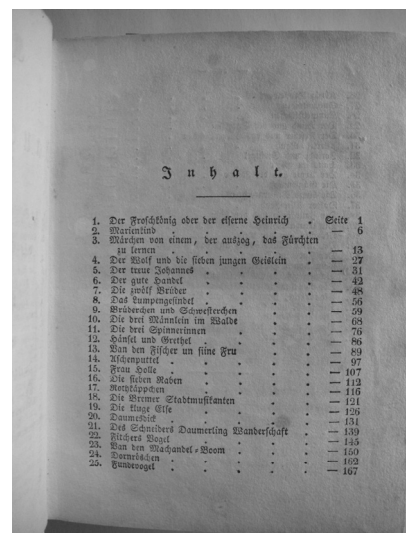 Inhalt.
1. Der Froschkönig oder der eiserne Heinrich . Seite 1
2. Marienkind . . . . . . — 6
3. Märchen von einem, der auszog, das Fürchten
zu lernen . . . . . . — 13
4. Der Wolf und die sieben jungen Geislein . . — 27
5. Der treue Johannes . . . . . — 31
6. Der gute Handel . . . . . — 42
7. Die zwölf Brüder . . . . . — 48
8. Das Lumpengesindel . . . . . — 56
9. Brüderchen und Schwesterchen . . . — 59
10. Die drei Männlein im Walde . . . — 68
11. Die drei Spinnerinnen . . . . — 76
12. Hänsel und Grethel . . . . . — 86
13. Van den Fischer un siine Fru . . . — 89
14. Aschenputtel . . . . . . — 97
15. Frau Holle . . . . . . — 107
16. Die sieben Raben . . . . . — 112
17. Rothkäppchen . . . . . — 116
18. Die Bremer Stadtmusikanten . . . — 121
19. Die kluge Else . . . . . — 126
20. Daumesdick . . . . . . — 131
21. Des Schneiders Daumerling Wanderschaft . — 139
22. Fitchers Vogel . . . . . — 145
23. Van den Machandel-Boom . . . . — 150
24. Dornröschen . . . . . . — 162
25. Fundevogel . . . . . . — 167